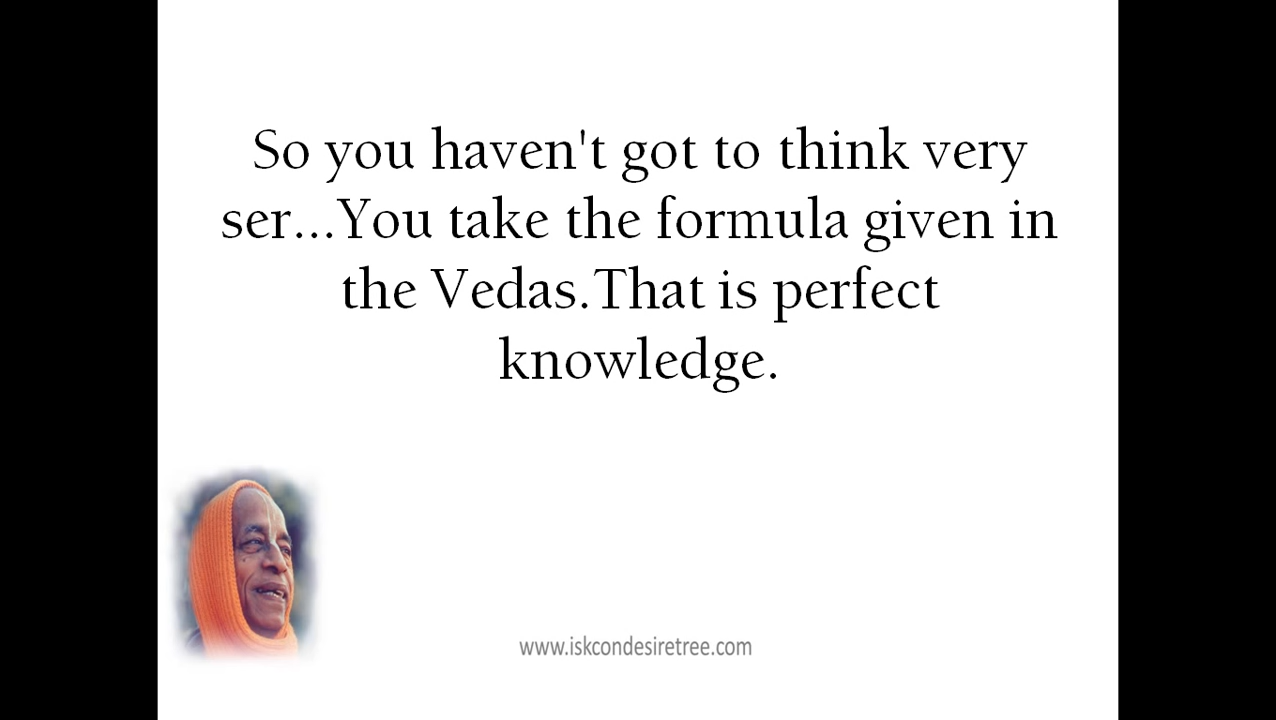 So you haven't got to think very
ser...You take the formula given in
the Vedas.That is perfect
knowledge.
www.iskcondesiretree.com